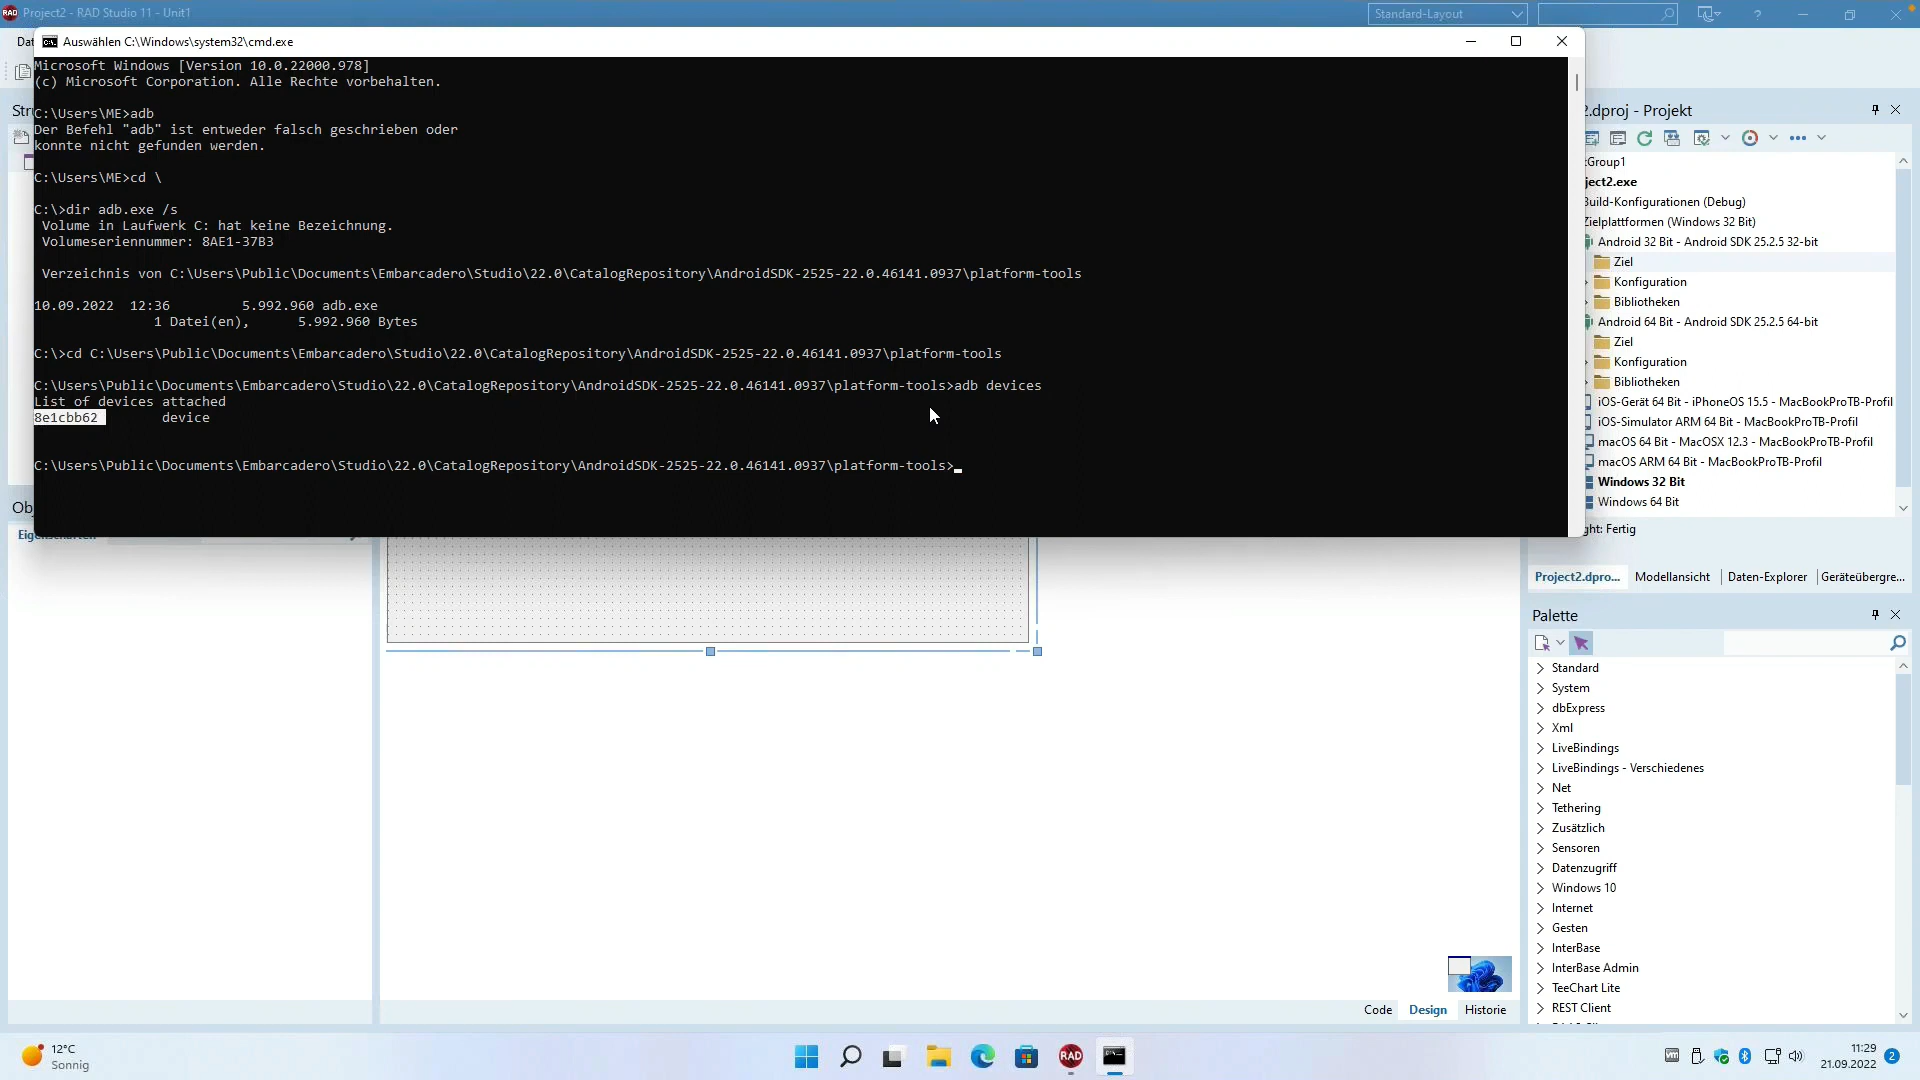 Project2 - RAD Studio 11 - Unit1
Standard-Layout
Dat
Auswählen C:\Windows\system32\cmd.exe
Microsoft Windows [Version 10.0.22000.978]
(c) Microsoft Corporation. Alle Rechte vorbehalten.
C:\Users\ME>adb
Der Befehl "adb" ist entweder falsch geschrieben oder
konnte nicht gefunden werden.
C:\Users\ME>cd \
C:\>dir adb.exe /s
Volume in Laufwerk C: hat keine Bezeichnung.
Volumeseriennummer: 8AE1-37B3
Verzeichnis von C:\Users\Public\Documents\Embarcadero\Studio\22.0\CatalogRepository\AndroidSDK-2525-22.0.46141.0937\platform-tools
10.09.2022  12:36         5.992.960 adb.exe
1 Datei(en),      5.992.960 Bytes
C:\>cd C:\Users\Public\Documents\Embarcadero\Studio\22.0\CatalogRepository\AndroidSDK-2525-22.0.46141.0937\platform-tools
C:\Users\Public\Documents\Embarcadero\Studio\22.0\CatalogRepository\AndroidSDK-2525-22.0.46141.0937\platform-tools>adb devices
List of devices attached
8e1cbb62        device
C:\Users\Public\Documents\Embarcadero\Studio\22.0\CatalogRepository\AndroidSDK-2525-22.0.46141.0937\platform-tools>
Stru
Obj
2.dproj - Projekt
tGroup1
ject2.exe
Build-Konfigurationen (Debug)
Zielplattformen (Windows 32 Bit)
Android 32 Bit - Android SDK 25.2.5 32-bit
Ziel
Konfiguration
Bibliotheken
Android 64 Bit - Android SDK 25.2.5 64-bit
Ziel
Konfiguration
Bibliotheken
iOS-Gerät 64 Bit - iPhoneOS 15.5 - MacBookProTB-Profil
iOS-Simulator ARM 64 Bit - MacBookProTB-Profil
macOS 64 Bit - MacOSX 12.3 - MacBookProTB-Profil
macOS ARM 64 Bit - MacBookProTB-Profil
Windows 32 Bit
Windows 64 Bit
ght: Fertig
Project2.dpro...
Modellansicht
Daten-Explorer
Geräteübergre...
Palette
Standard
System
dbExpress
Xml
LiveBindings
LiveBindings - Verschiedenes
Net
Tethering
Zusätzlich
Sensoren
Datenzugriff
Windows 10
Internet
Gesten
InterBase
InterBase Admin
TeeChart Lite
REST Client
Code
Design
Historie
12°C
Sonnig
RAD
11:29
21.09.2022
2